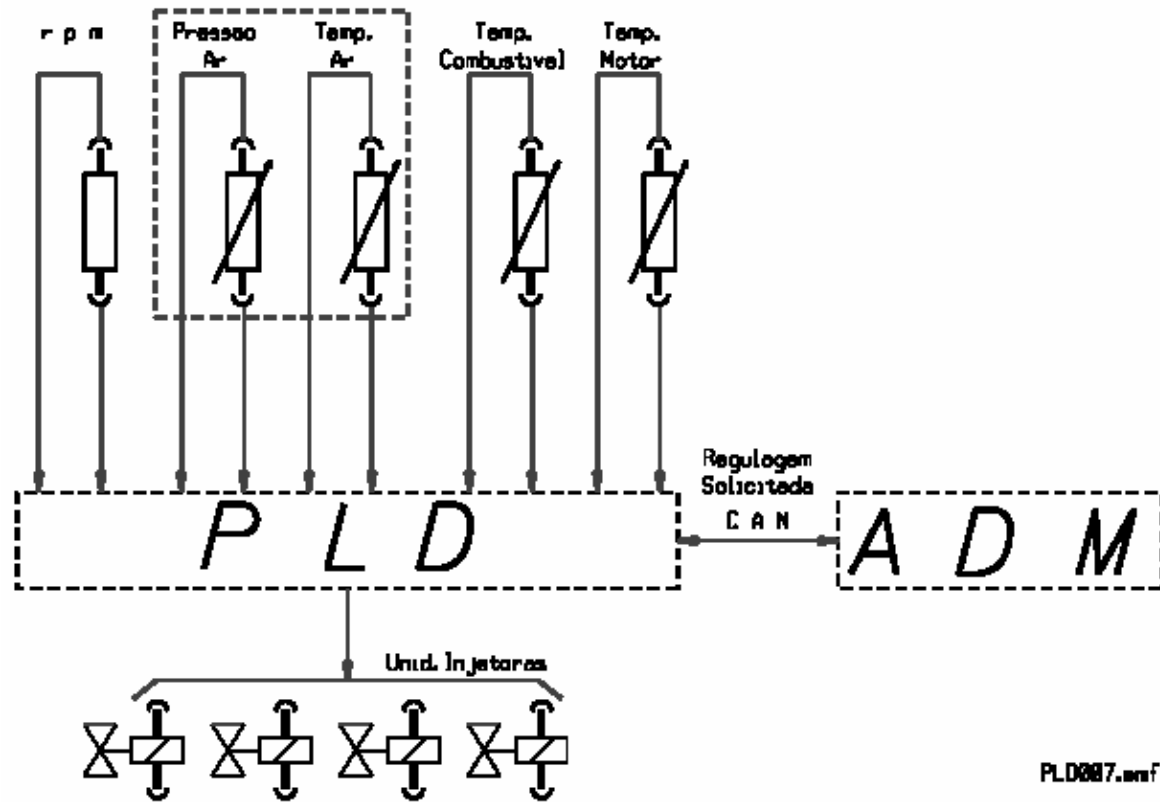 r p m
Pressao
Ar
Temp.
Ar
Temp.
Combustivel
Temp.
Motor
Regulagem
Solicitada
C A N
P L D
A D M
Unid. Injetoras
PLD007.emf